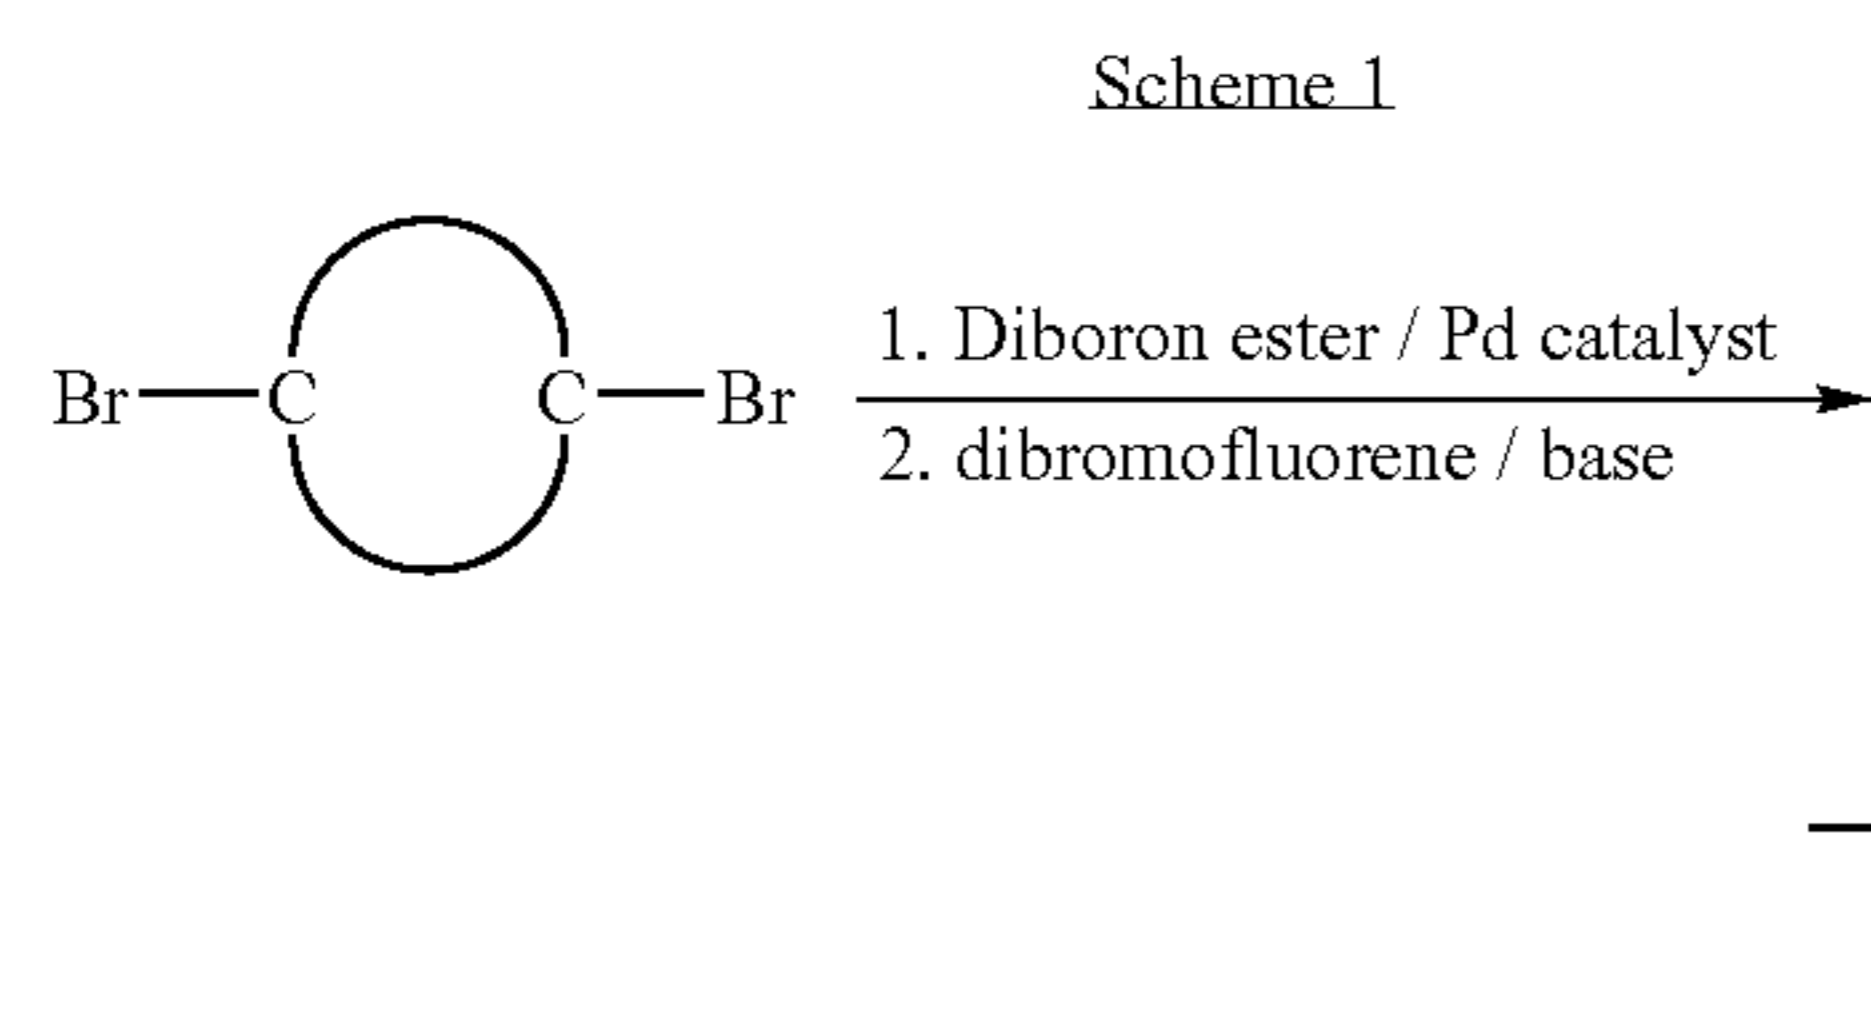 Scheme 1
1. Diboron ester / Pd catalyst
Br C C Br
2. dibromofluorene / base